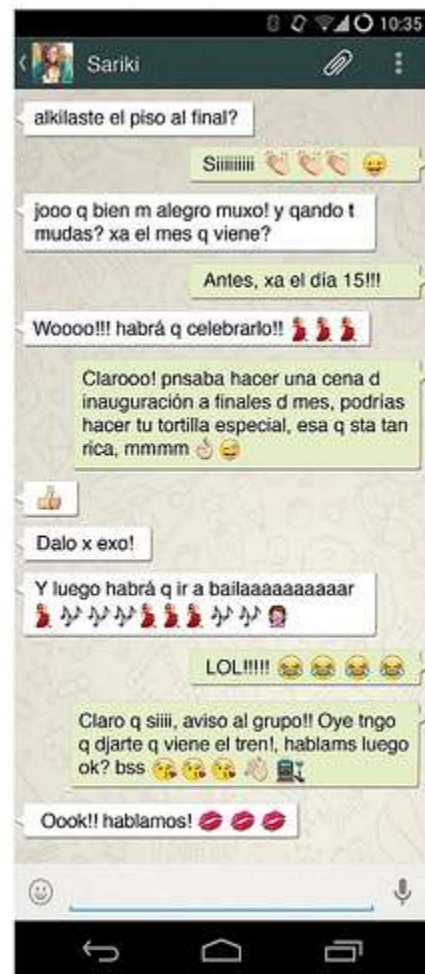 10:35
Sariki
alkilaste el piso al final?
Siiiiiiiii 👏👏👏 😛
jooo q bien m alegro muxo! y qando t
mudas? xa el mes q viene?
Antes, xa el día 15!!!
Woooo!!! habrá q celebrarlo!! 💃💃💃
Clarooo! pnsaba hacer una cena d
inauguración a finales d mes, podrías
hacer tu tortilla especial, esa q sta tan
rica, mmmm 👌😄
👍
Dalo x exo!
Y luego habrá q ir a bailaaaaaaaaaar
💃🎶🎶🎶💃💃💃🎶🎶💆
LOL!!!!! 😂😂😂😂
Claro q siiii, aviso al grupo!! Oye tngo
q djarte q viene el tren!, hablams luego
ok? bss 😘😘😘👋🚉
Oook!! hablamos! 💋💋💋